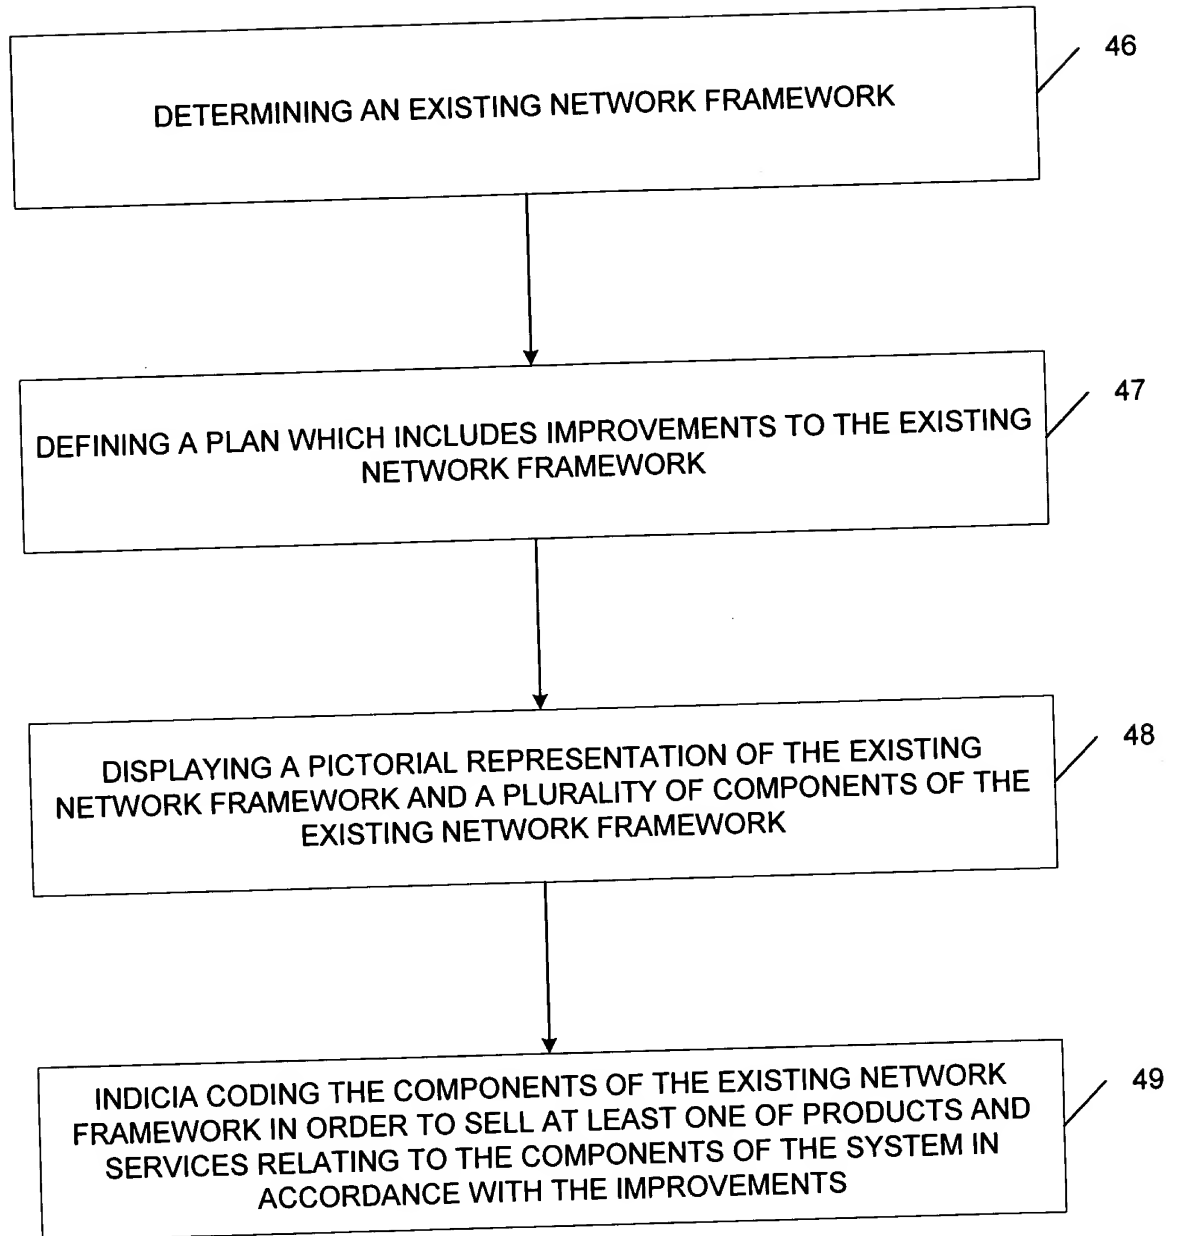 DETERMINING AN EXISTING NETWORK FRAMEWORK
46
DEFINING A PLAN WHICH INCLUDES IMPROVEMENTS TO THE EXISTING
NETWORK FRAMEWORK
47
DISPLAYING A PICTORIAL REPRESENTATION OF THE EXISTING
NETWORK FRAMEWORK AND A PLURALITY OF COMPONENTS OF THE
EXISTING NETWORK FRAMEWORK
48
INDICIA CODING THE COMPONENTS OF THE EXISTING NETWORK
FRAMEWORK IN ORDER TO SELL AT LEAST ONE OF PRODUCTS AND
SERVICES RELATING TO THE COMPONENTS OF THE SYSTEM IN
ACCORDANCE WITH THE IMPROVEMENTS
49